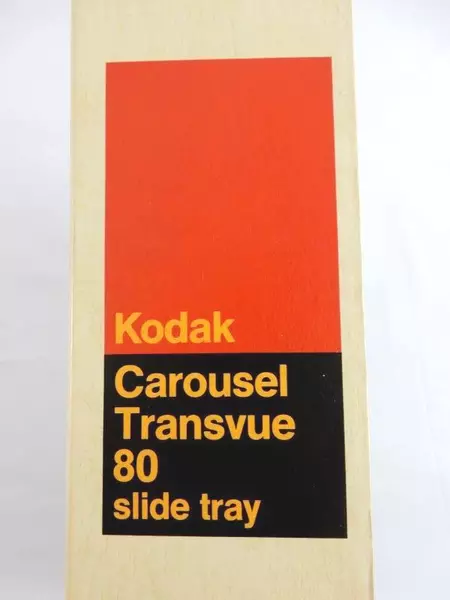 Kodak
Carousel
Transvue
80
slide tray